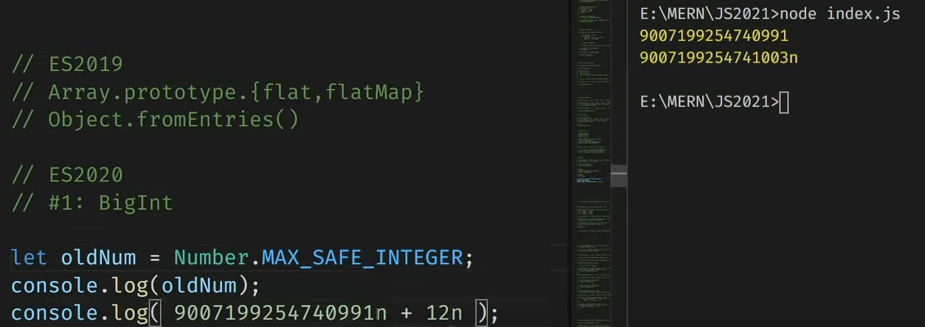 // ES2019
// Array.prototype.{flat,flatMap}
// Object.fromEntries()
// ES2020
// #1: BigInt
let oldNum = Number.MAX_SAFE_INTEGER;
console.log(oldNum);
console.log( 9007199254740991n + 12n );
E:\MERN\JS2021>node index.js
9007199254740991
9007199254741003n
E:\MERN\JS2021>